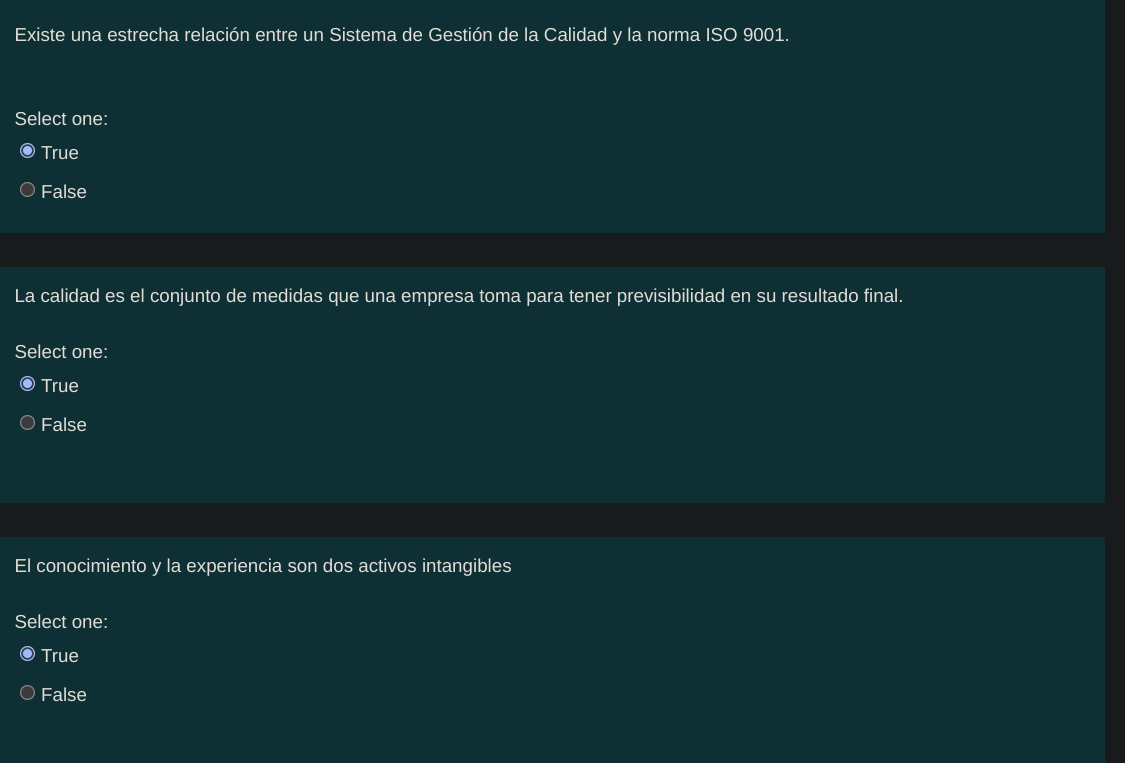 Existe una estrecha relación entre un Sistema de Gestión de la Calidad y la norma ISO 9001.
Select one:
True
False
La calidad es el conjunto de medidas que una empresa toma para tener previsibilidad en su resultado final.
Select one:
True
False
El conocimiento y la experiencia son dos activos intangibles
Select one:
True
False